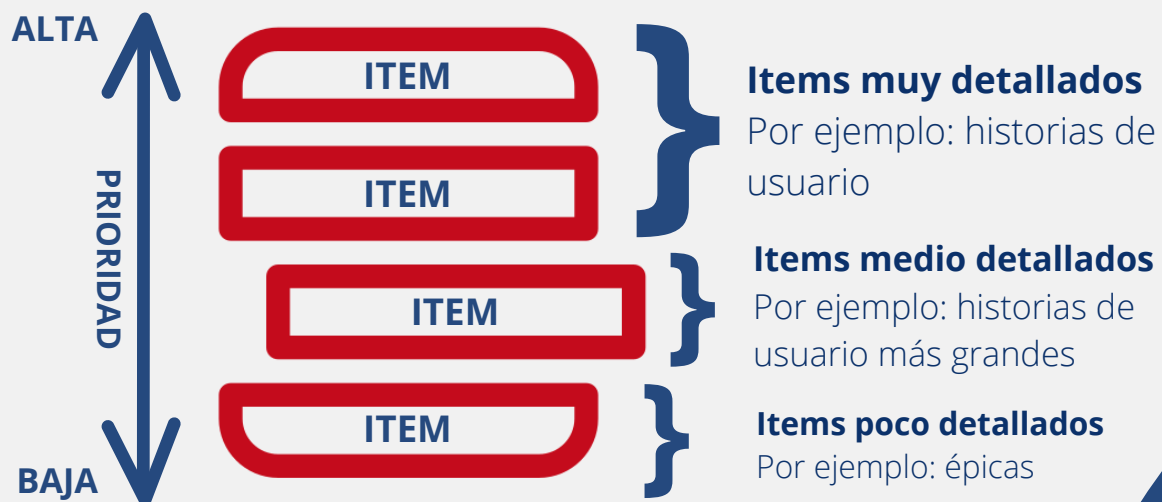 ALTA
PRIORIDAD
BAJA
ITEM
ITEM
ITEM
ITEM
Items muy detallados
Por ejemplo: historias de
usuario
Items medio detallados
Por ejemplo: historias de
usuario más grandes
Items poco detallados
Por ejemplo: épicas